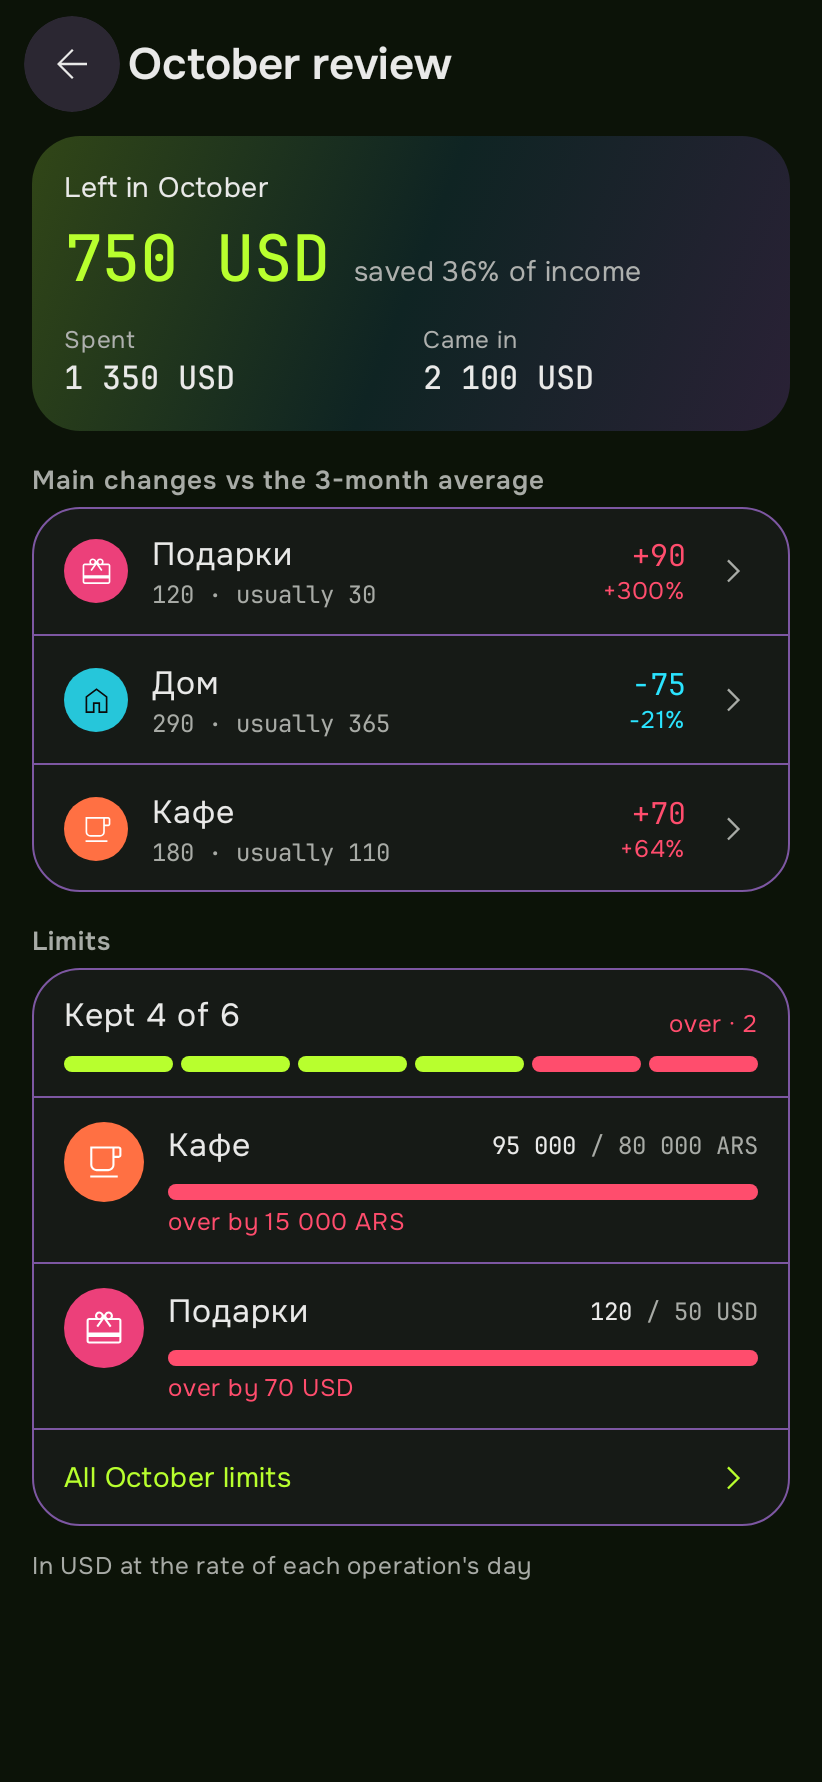 October review
Left in October
750 USD saved 36% of income
Spent Came in
1 350 USD 2 100 USD
Main changes vs the 3-month average
Подарки +90
120 · usually 30 +300%
Дом -75
290 · usually 365 -21%
Кафе +70
180 · usually 110 +64%
Limits
Kept 4 of 6 over · 2
Кафе 95 000 / 80 000 ARS
over by 15 000 ARS
Подарки 120 / 50 USD
over by 70 USD
All October limits
In USD at the rate of each operation's day